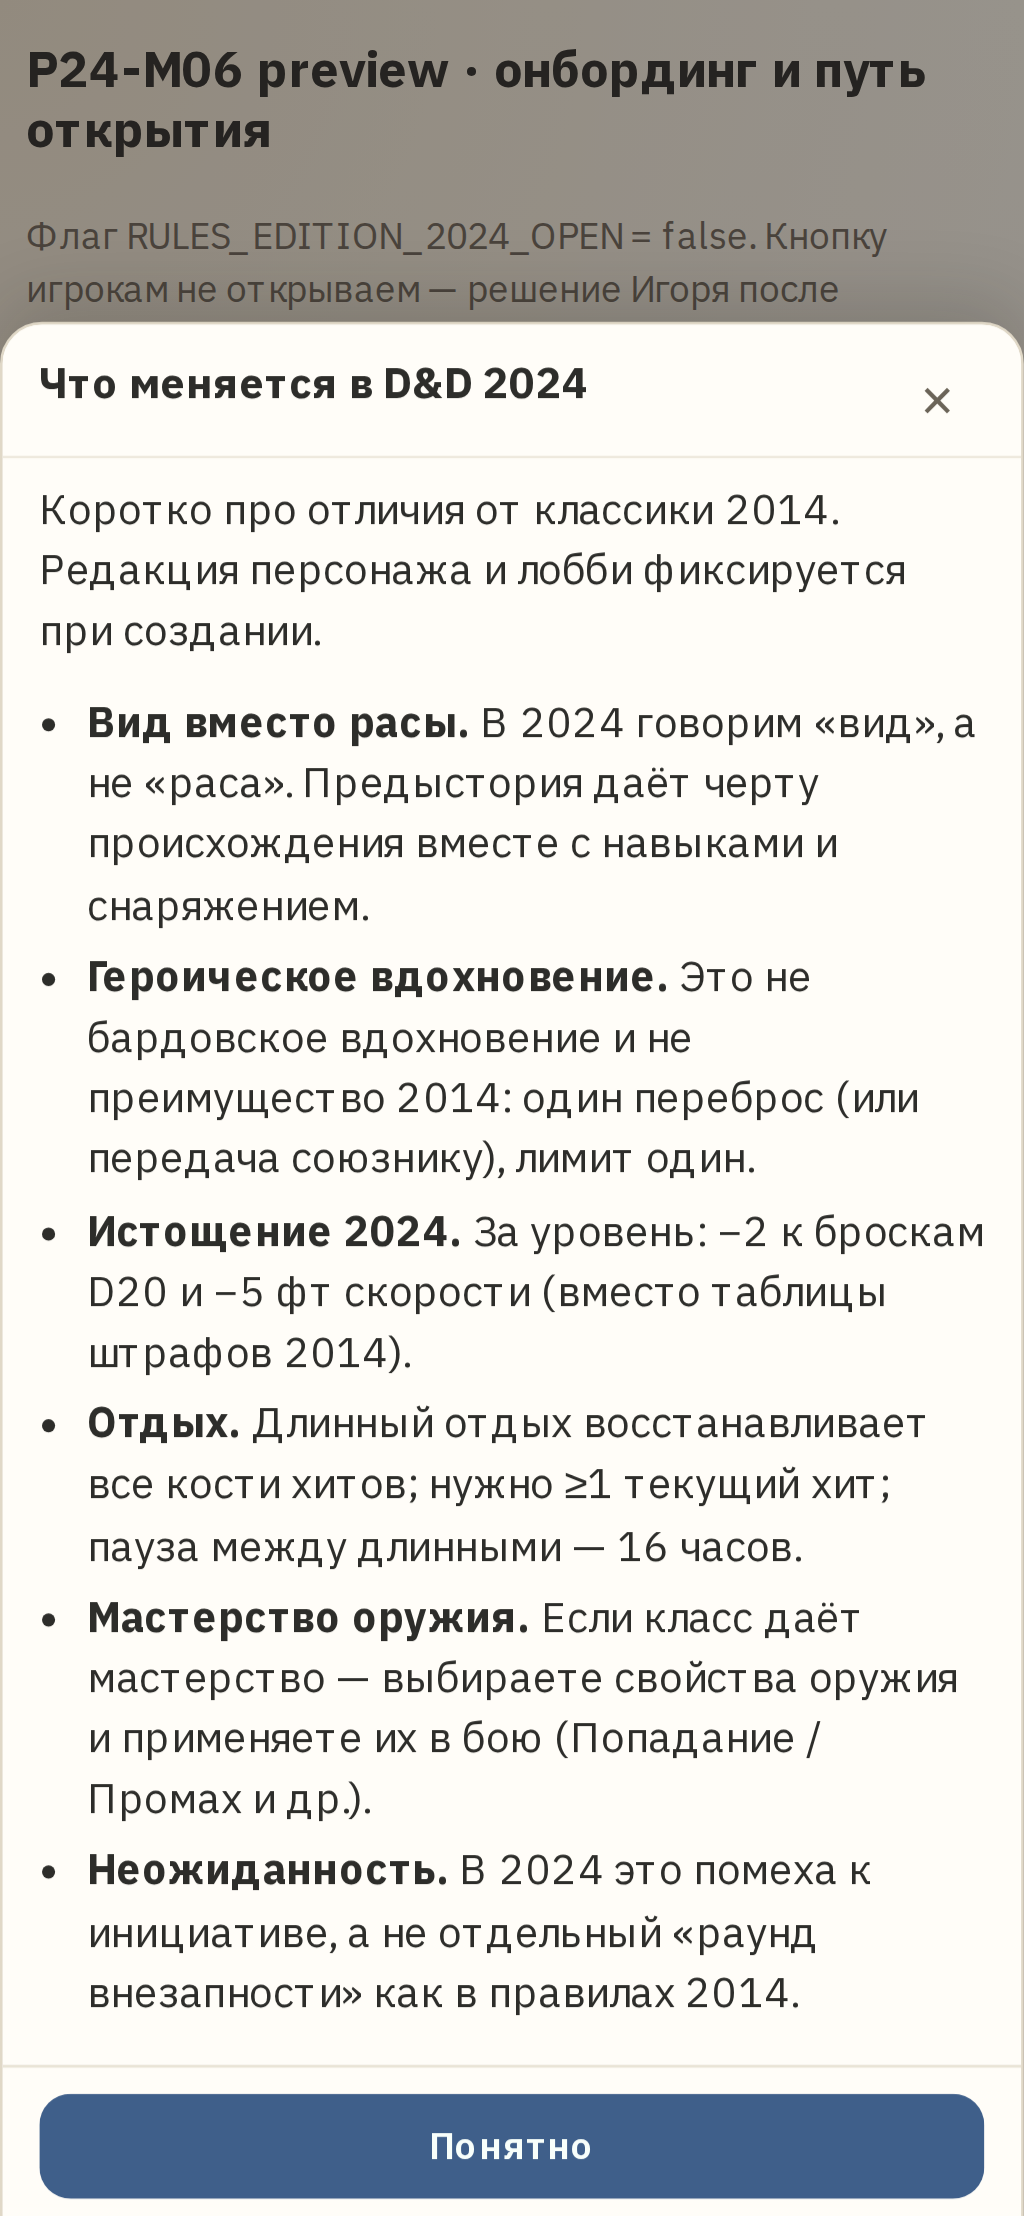 P24-M06 preview · онбординг и путь
открытия
Флаг RULES_EDITION_2024_OPEN = false. Кнопку
игрокам не открываем — решение Игоря после
Что меняется в D&D 2024
×
Коротко про отличия от классики 2014.
Редакция персонажа и лобби фиксируется
при создании.
• Вид вместо расы. В 2024 говорим «вид», а
не «раса». Предыстория даёт черту
происхождения вместе с навыками и
снаряжением.
• Героическое вдохновение. Это не
бардовское вдохновение и не
преимущество 2014: один переброс (или
передача союзнику), лимит один.
• Истощение 2024. За уровень: −2 к броскам
D20 и −5 фт скорости (вместо таблицы
штрафов 2014).
• Отдых. Длинный отдых восстанавливает
все кости хитов; нужно ≥1 текущий хит;
пауза между длинными — 16 часов.
• Мастерство оружия. Если класс даёт
мастерство — выбираете свойства оружия
и применяете их в бою (Попадание /
Промах и др.).
• Неожиданность. В 2024 это помеха к
инициативе, а не отдельный «раунд
внезапности» как в правилах 2014.
Понятно